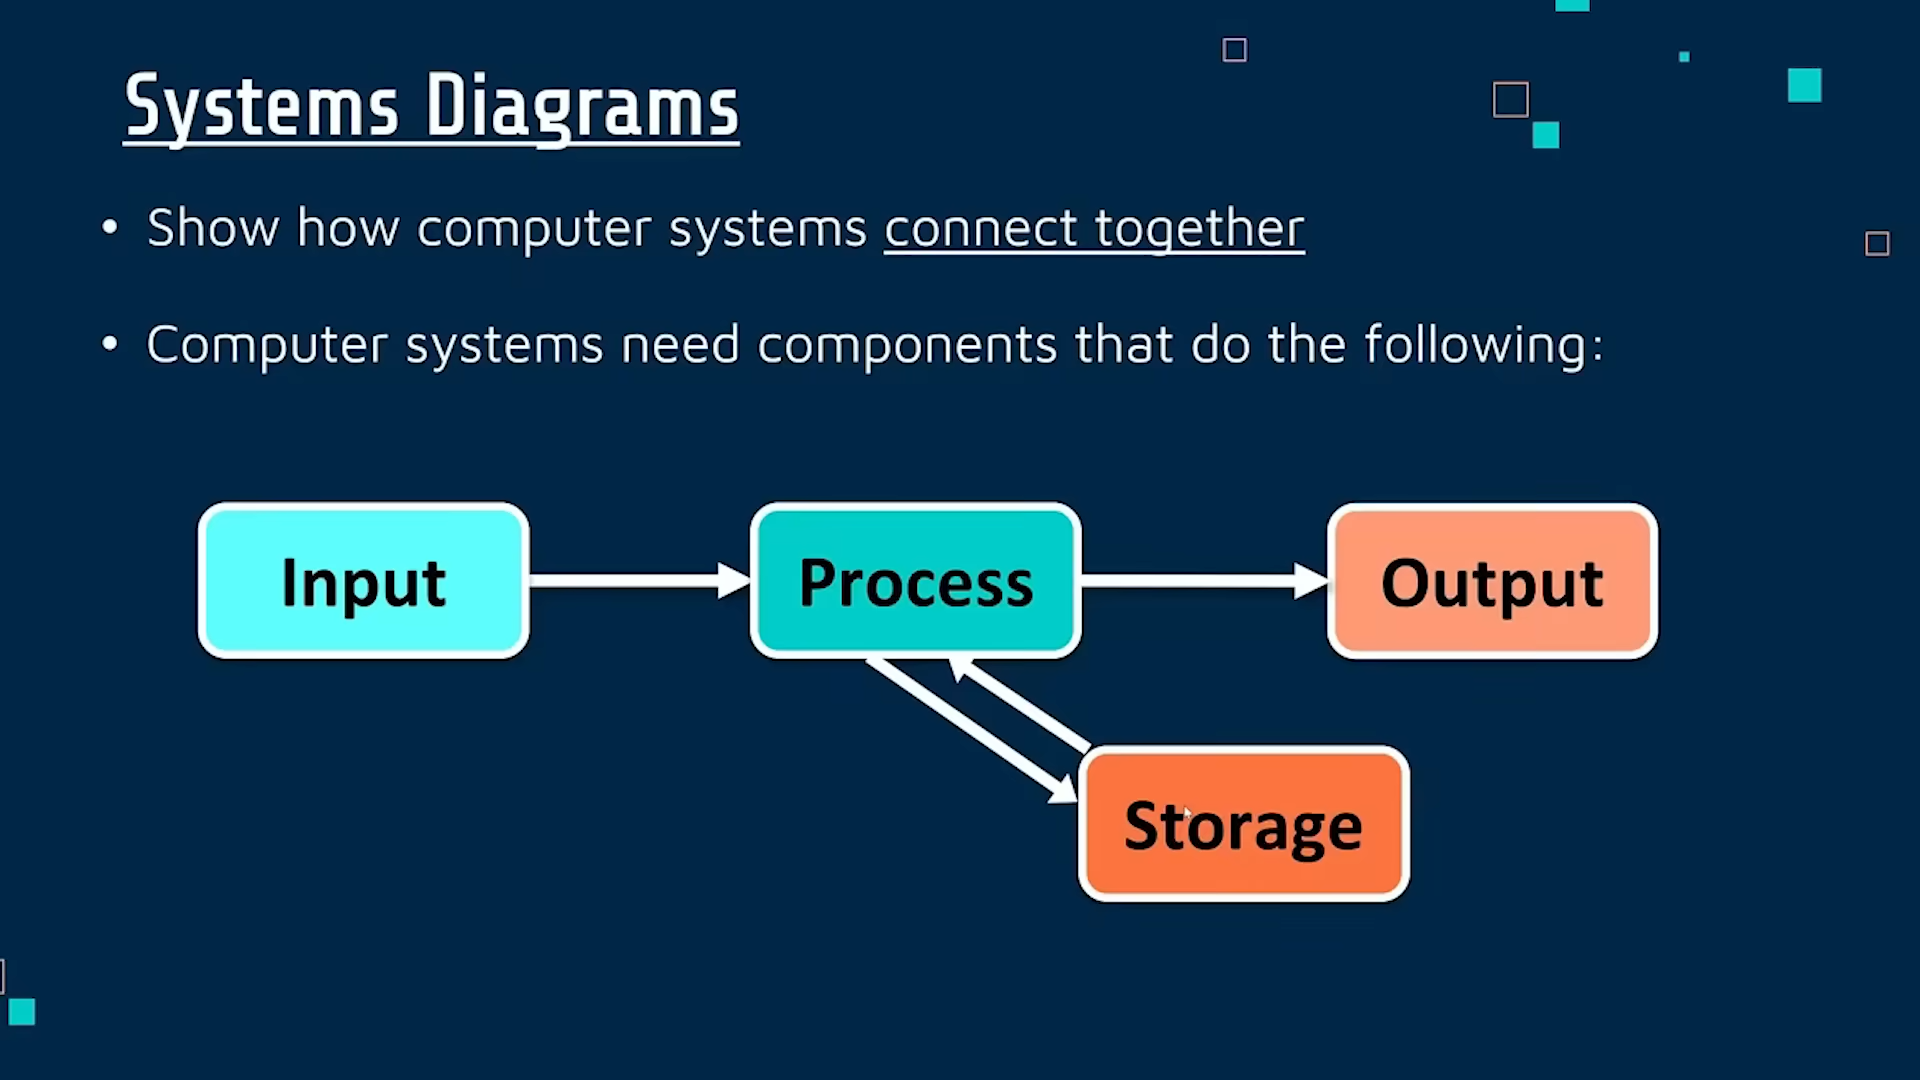 Systems Diagrams
• Show how computer systems connect together
• Computer systems need components that do the following:
Input
Process
Output
Storage